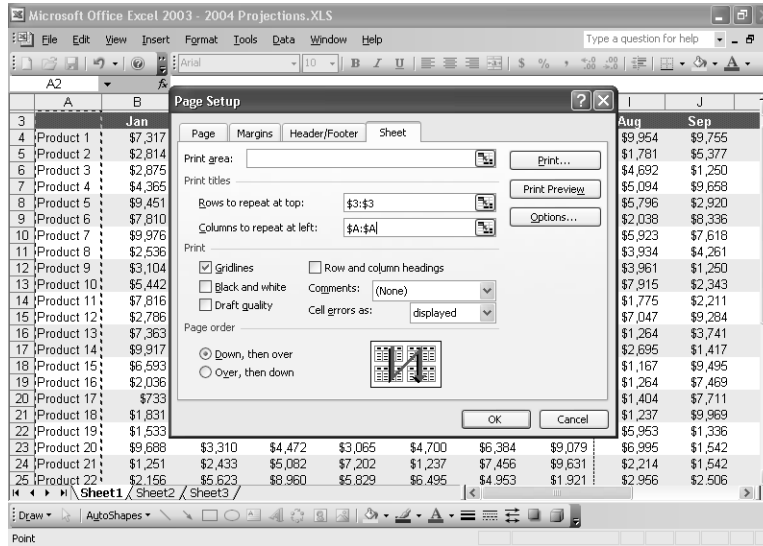 Microsoft Office Excel 2003 - 2004 Projections.XLS
File Edit View Insert Format Tools Data Window Help Type a question for help
Arial 10 B I U $ % ,
A2 fx
A B I J
3 Jan Aug Sep
4 Product 1 $7,317 $9,954 $9,755
5 Product 2 $2,814 $1,781 $5,377
6 Product 3 $2,875 $4,692 $1,250
7 Product 4 $4,365 $5,094 $9,658
8 Product 5 $9,451 $5,796 $2,920
9 Product 6 $7,810 $2,038 $8,336
10 Product 7 $9,976 $5,923 $7,618
11 Product 8 $2,536 $3,934 $4,261
12 Product 9 $3,104 $3,961 $1,250
13 Product 10 $5,442 $7,915 $2,343
14 Product 11 $7,816 $1,775 $2,211
15 Product 12 $2,786 $7,047 $9,284
16 Product 13 $7,363 $1,264 $3,741
17 Product 14 $9,917 $2,695 $1,417
18 Product 15 $6,593 $1,167 $9,495
19 Product 16 $2,036 $1,264 $7,469
20 Product 17 $733 $1,404 $7,711
21 Product 18 $1,831 $1,237 $9,969
22 Product 19 $1,533 $5,953 $1,336
23 Product 20 $9,688 $3,310 $4,472 $3,065 $4,700 $6,384 $9,079 $6,995 $1,542
24 Product 21 $1,251 $2,433 $5,082 $7,202 $1,237 $7,456 $9,631 $2,214 $1,542
25 Product 22 $2,156 $5,623 $8,960 $5,829 $6,495 $4,953 $1,921 $2,956 $2,506
Page Setup
Page Margins Header/Footer Sheet
Print area: Print...
Print titles
Print Preview
Rows to repeat at top: $3:$3
Options...
Columns to repeat at left: $A:$A
Print
Gridlines Row and column headings
Black and white Comments: (None)
Draft quality Cell errors as: displayed
Page order
Down, then over
Over, then down
OK Cancel
Sheet1 Sheet2 Sheet3
Draw AutoShapes
Point